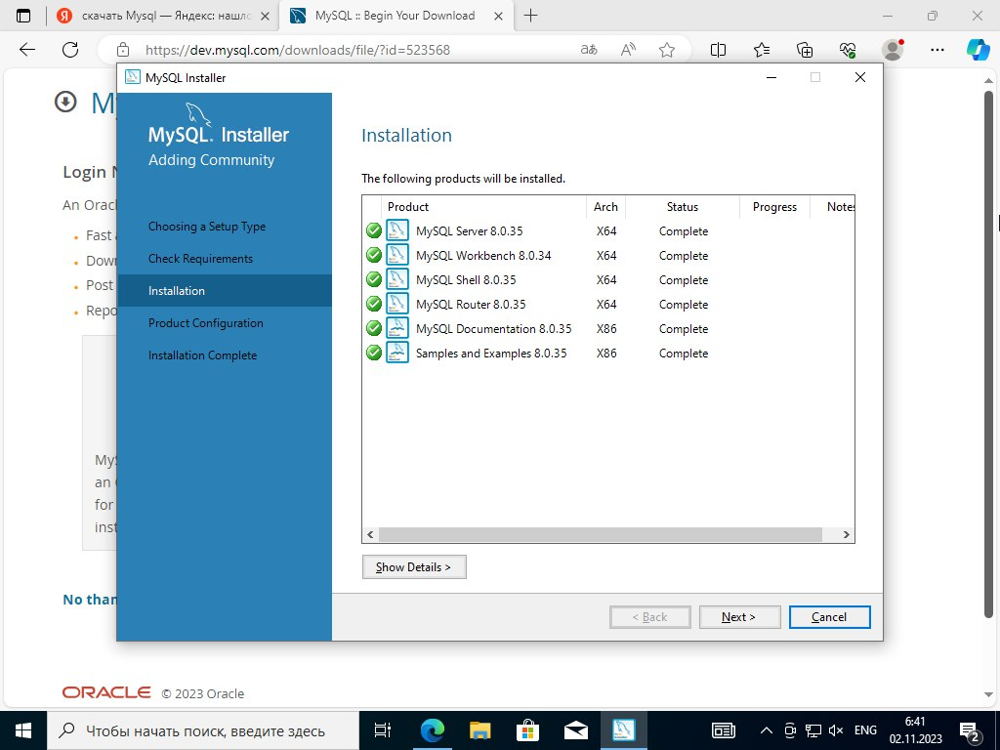 скачать Mysql — Яндекс: нашлс
MySQL :: Begin Your Download
https://dev.mysql.com/downloads/file/?id=523568
MySQL Installer
My
MySQL. Installer
Adding Community
Choosing a Setup Type
Check Requirements
Installation
Product Configuration
Installation Complete
Login N
An Oracl
Fast a
Down
Post
Repo
MyS
an
for
inst
No than
Installation
The following products will be installed.
Product Arch Status Progress Notes
MySQL Server 8.0.35 X64 Complete
MySQL Workbench 8.0.34 X64 Complete
MySQL Shell 8.0.35 X64 Complete
MySQL Router 8.0.35 X64 Complete
MySQL Documentation 8.0.35 X86 Complete
Samples and Examples 8.0.35 X86 Complete
Show Details >
< Back Next > Cancel
ORACLE © 2023 Oracle
Чтобы начать поиск, введите здесь
ENG
6:41
02.11.2023
2